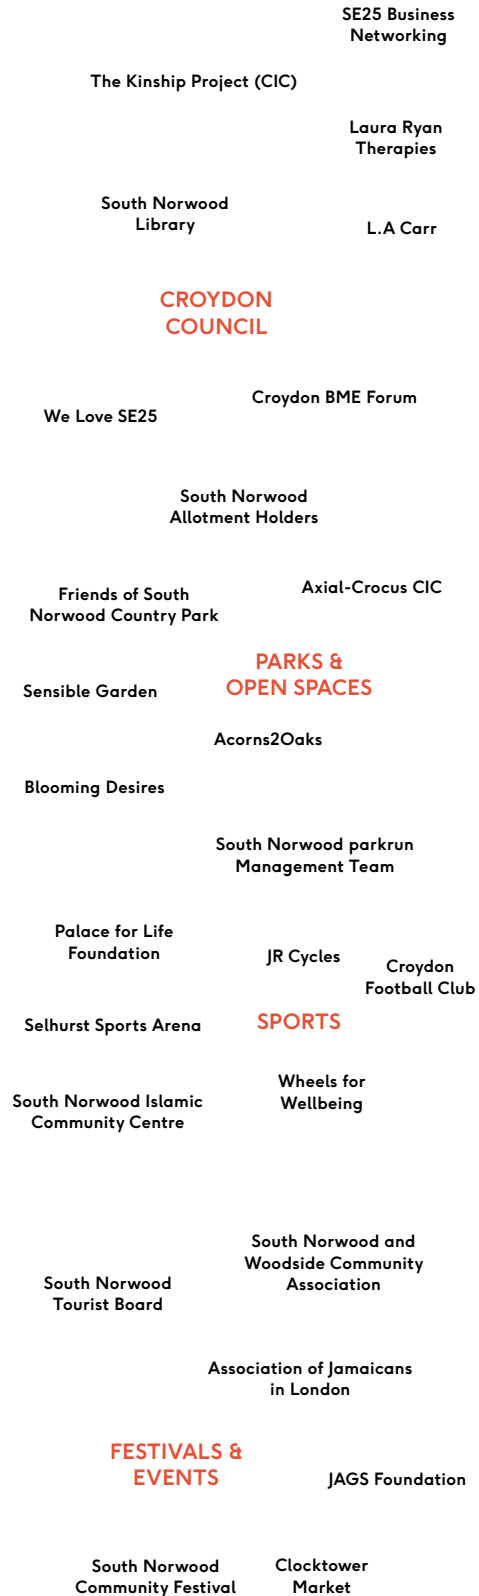 SE25 Business
Networking
The Kinship Project (CIC)
Laura Ryan
Therapies
South Norwood
Library
L.A Carr
CROYDON
COUNCIL
Croydon BME Forum
We Love SE25
South Norwood
Allotment Holders
Axial-Crocus CIC
Friends of South
Norwood Country Park
PARKS &
OPEN SPACES
Sensible Garden
Acorns2Oaks
Blooming Desires
South Norwood parkrun
Management Team
Palace for Life
Foundation
JR Cycles
Croydon
Football Club
Selhurst Sports Arena
SPORTS
Wheels for
Wellbeing
South Norwood Islamic
Community Centre
South Norwood and
Woodside Community
Association
South Norwood
Tourist Board
Association of Jamaicans
in London
FESTIVALS &
EVENTS
JAGS Foundation
South Norwood
Community Festival
Clocktower
Market